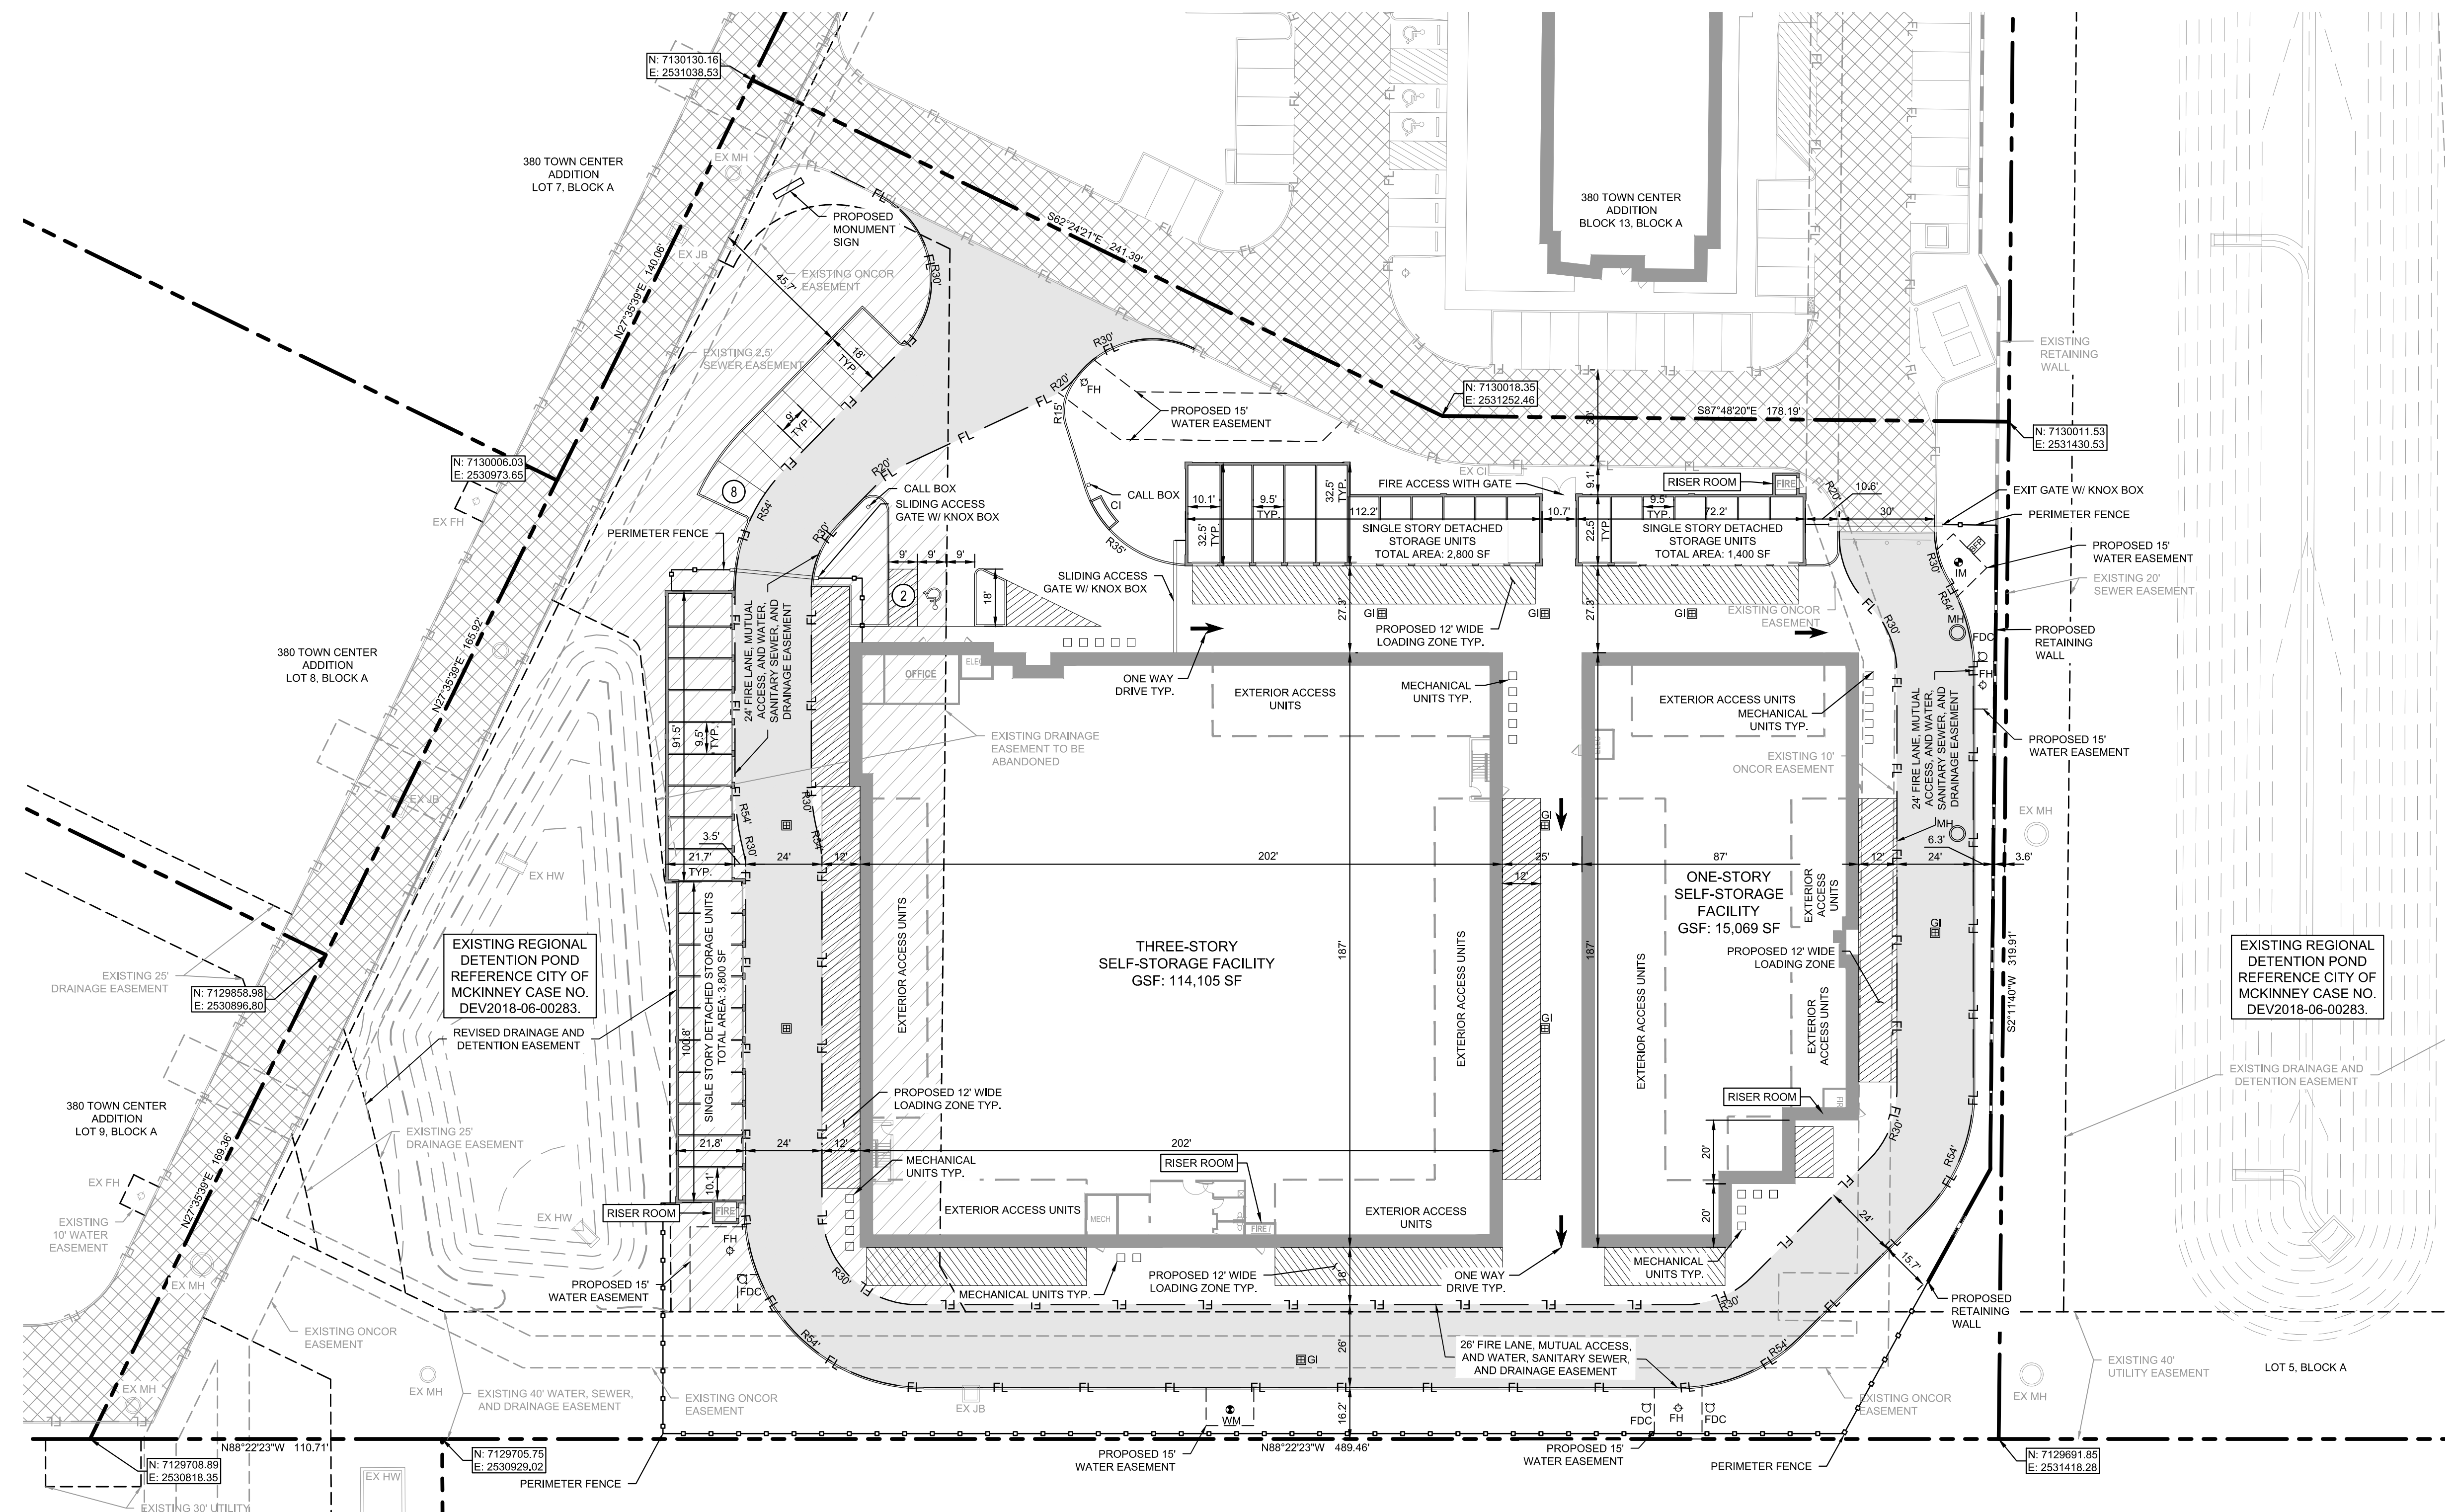 N: 7130130.16
E: 2531038.53
380 TOWN CENTER
ADDITION
LOT 7, BLOCK A
EX MH
PROPOSED
MONUMENT
SIGN
EX JB
N27°35'39"E 140.06'
45.7'
EXISTING ONCOR
EASEMENT
R30'
S62°24'21"E 241.39'
380 TOWN CENTER
ADDITION
BLOCK 13, BLOCK A
EXISTING
RETAINING
WALL
EXISTING 2.5'
SEWER EASEMENT
18'
TYP.
9'
TYP.
R30'
R20'
FH
R15'
PROPOSED 15'
WATER EASEMENT
N: 7130018.35
E: 2531252.46
S87°48'20"E 178.19'
30'
N: 7130011.53
E: 2531430.53
N: 7130006.03
E: 2530973.65
EX FH
8
R54'
R20'
CALL BOX
SLIDING ACCESS
GATE W/ KNOX BOX
R30'
PERIMETER FENCE
CALL BOX
CI
R35'
EX CI
FIRE ACCESS WITH GATE
9.1'
RISER ROOM
FIRE
R20'
10.6'
30'
EXIT GATE W/ KNOX BOX
PERIMETER FENCE
10.1'
9.5'
TYP.
32.5'
TYP.
32.5'
TYP.
112.2'
SINGLE STORY DETACHED
STORAGE UNITS
TOTAL AREA: 2,800 SF
10.7'
22.5'
TYP.
9.5'
TYP.
72.2'
SINGLE STORY DETACHED
STORAGE UNITS
TOTAL AREA: 1,400 SF
BFP
IM
PROPOSED 15'
WATER EASEMENT
EXISTING 20'
SEWER EASEMENT
R30'
R54'
9'
9'
9'
2
18'
SLIDING ACCESS
GATE W/ KNOX BOX
27.3'
GI
GI
GI
PROPOSED 12' WIDE
LOADING ZONE TYP.
27.3'
EXISTING ONCOR
EASEMENT
R30'
MH
FDC
FH
PROPOSED
RETAINING
WALL
380 TOWN CENTER
ADDITION
LOT 8, BLOCK A
N27°35'39"E 165.92'
24' FIRE LANE, MUTUAL
ACCESS, AND WATER,
SANITARY SEWER, AND
DRAINAGE EASEMENT
OFFICE
ELEC
ONE WAY
DRIVE TYP.
EXTERIOR ACCESS
UNITS
MECHANICAL
UNITS TYP.
EXTERIOR ACCESS UNITS
MECHANICAL
UNITS TYP.
24' FIRE LANE, MUTUAL
ACCESS, AND WATER,
SANITARY SEWER, AND
DRAINAGE EASEMENT
PROPOSED 15'
WATER EASEMENT
91.5'
9.5'
TYP.
EXISTING DRAINAGE
EASEMENT TO BE
ABANDONED
EXISTING 10'
ONCOR EASEMENT
EX JB
R54'
R30'
R30'
R54'
GI
MH
EX MH
3.5'
21.7'
TYP.
24'
12'
202'
25'
12'
87'
12'
24'
6.3'
3.6'
EX HW
EXTERIOR ACCESS UNITS
THREE-STORY
SELF-STORAGE FACILITY
GSF: 114,105 SF
187'
EXTERIOR ACCESS UNITS
187'
EXTERIOR ACCESS UNITS
ONE-STORY
SELF-STORAGE
FACILITY
GSF: 15,069 SF
EXTERIOR
ACCESS
UNITS
PROPOSED 12' WIDE
LOADING ZONE
EXTERIOR
ACCESS UNITS
GI
S2°11'40"W 319.91'
EXISTING REGIONAL
DETENTION POND
REFERENCE CITY OF
MCKINNEY CASE NO.
DEV2018-06-00283.
EXISTING REGIONAL
DETENTION POND
REFERENCE CITY OF
MCKINNEY CASE NO.
DEV2018-06-00283.
EXISTING 25'
DRAINAGE EASEMENT
N: 7129858.98
E: 2530896.80
REVISED DRAINAGE AND
DETENTION EASEMENT
100.8'
SINGLE STORY DETACHED STORAGE UNITS
TOTAL AREA: 3,800 SF
GI
EXISTING DRAINAGE AND
DETENTION EASEMENT
380 TOWN CENTER
ADDITION
LOT 9, BLOCK A
N27°35'39"E 169.36'
EXISTING 25'
DRAINAGE EASEMENT
PROPOSED 12' WIDE
LOADING ZONE TYP.
RISER ROOM
R30'
21.8'
24'
12'
202'
MECHANICAL
UNITS TYP.
RISER ROOM
20'
20'
R54'
EX FH
EXISTING
10' WATER
EASEMENT
EX HW
10.1'
RISER ROOM
FIRE
FH
EXTERIOR ACCESS UNITS
MECH
FIRE
EXTERIOR ACCESS
UNITS
24'
15.7'
EX MH
PROPOSED 15'
WATER EASEMENT
FDC
R30'
MECHANICAL UNITS TYP.
PROPOSED 12' WIDE
LOADING ZONE TYP.
18'
ONE WAY
DRIVE TYP.
MECHANICAL
UNITS TYP.
R30'
PROPOSED
RETAINING
WALL
EXISTING ONCOR
EASEMENT
R54'
26'
GI
26' FIRE LANE, MUTUAL ACCESS,
AND WATER, SANITARY SEWER,
AND DRAINAGE EASEMENT
R54'
EXISTING 40'
UTILITY EASEMENT
LOT 5, BLOCK A
EX MH
EX MH
EX MH
EXISTING 40' WATER, SEWER,
AND DRAINAGE EASEMENT
EXISTING ONCOR
EASEMENT
EX JB
WM
16.2'
FDC
FH
FDC
EXISTING ONCOR
EASEMENT
N88°22'23"W 110.71'
N: 7129708.89
E: 2530818.35
EX HW
N: 7129705.75
E: 2530929.02
PERIMETER FENCE
PROPOSED 15'
WATER EASEMENT
N88°22'23"W 489.46'
PROPOSED 15'
WATER EASEMENT
PERIMETER FENCE
N: 7129691.85
E: 2531418.28
EXISTING 30' UTILITY